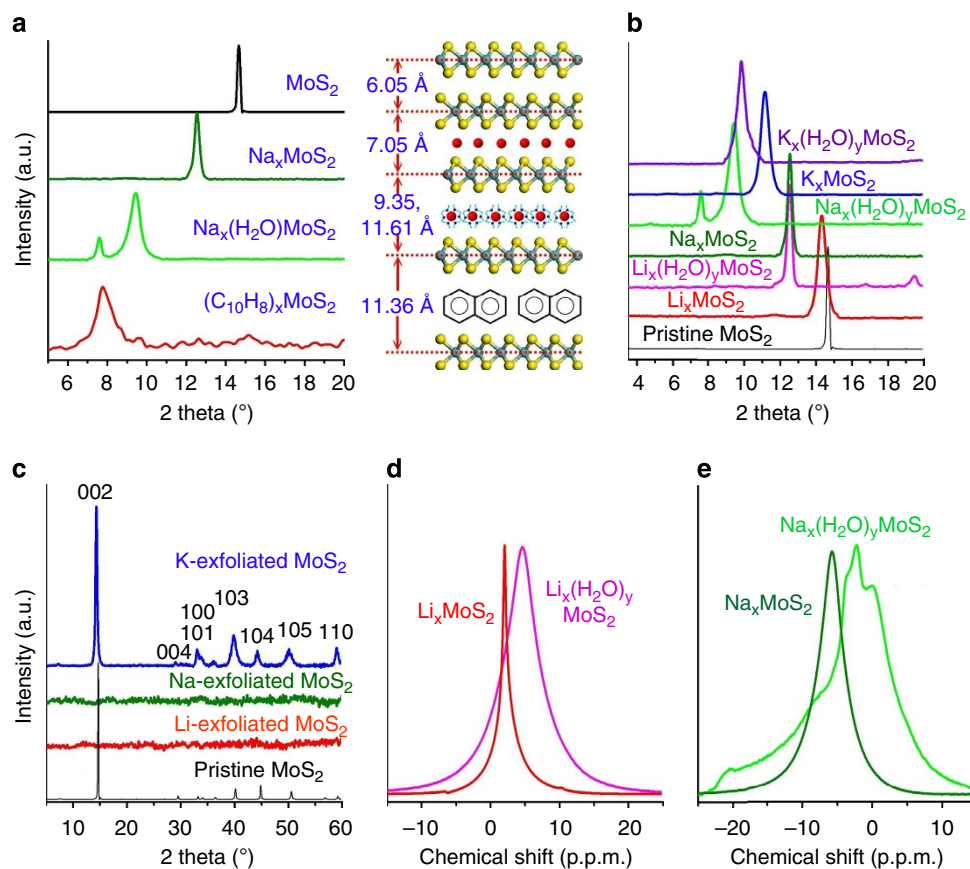 a
MoS2
NaxMoS2
Nax(H2O)MoS2
(C10H8)xMoS2
Intensity (a.u.)
6 8 10 12 14 16 18 20
2 theta (°)
6.05 Å
7.05 Å
9.35,
11.61 Å
11.36 Å
b
Kx(H2O)yMoS2
KxMoS2
Nax(H2O)yMoS2
NaxMoS2
Lix(H2O)yMoS2
LixMoS2
Pristine MoS2
4 6 8 10 12 14 16 18 20
2 theta (°)
c
002
K-exfoliated MoS2
103
100
101
004
104
105
110
Na-exfoliated MoS2
Li-exfoliated MoS2
Pristine MoS2
Intensity (a.u.)
10 20 30 40 50 60
2 theta (°)
d
LixMoS2
Lix(H2O)y
MoS2
−10 0 10 20
Chemical shift (p.p.m.)
e
Nax(H2O)yMoS2
NaxMoS2
−20 −10 0 10
Chemical shift (p.p.m.)